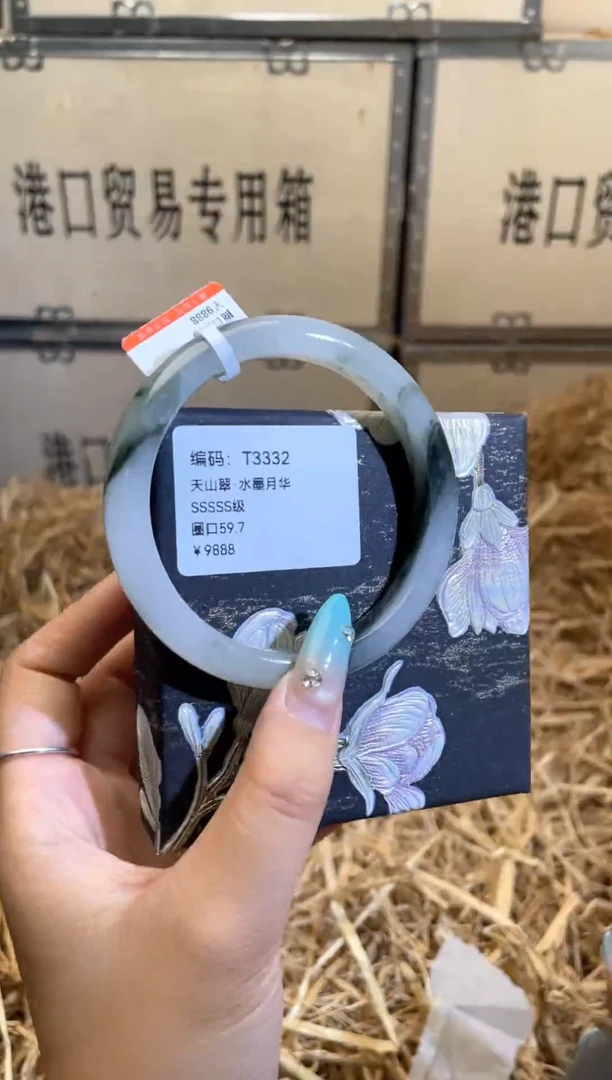 港口贸易专用箱
港口贸
港口
8886
编码：T3332
天山翠·水墨月华
SSSSS级
圈口59.7
￥9888